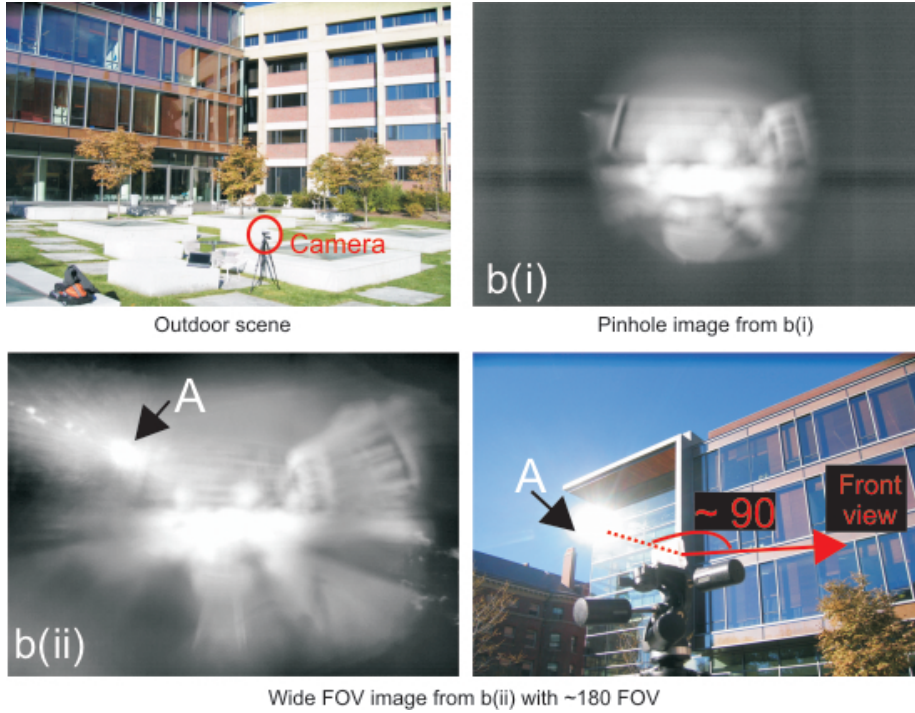 Camera
b(i)
Outdoor scene
Pinhole image from b(i)
A
b(ii)
A
~ 90
Front
view
Wide FOV image from b(ii) with ~180 FOV